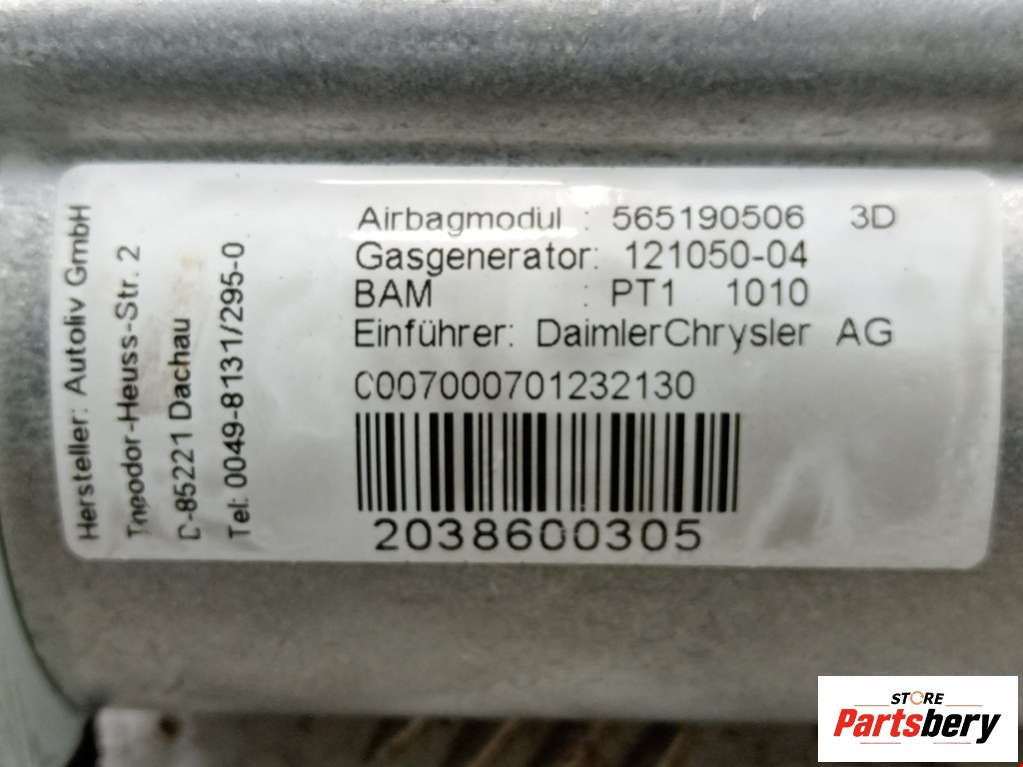 Hersteller: Autoliv GmbH
Theodor-Heuss-Str. 2
D-85221 Dachau
Tel: 0049-8131/295-0
Airbagmodul : 565190506 3D
Gasgenerator: 121050-04
BAM : PT1 1010
Einführer: DaimlerChrysler AG
C007000701232130
2038600305
STORE
Partsbery